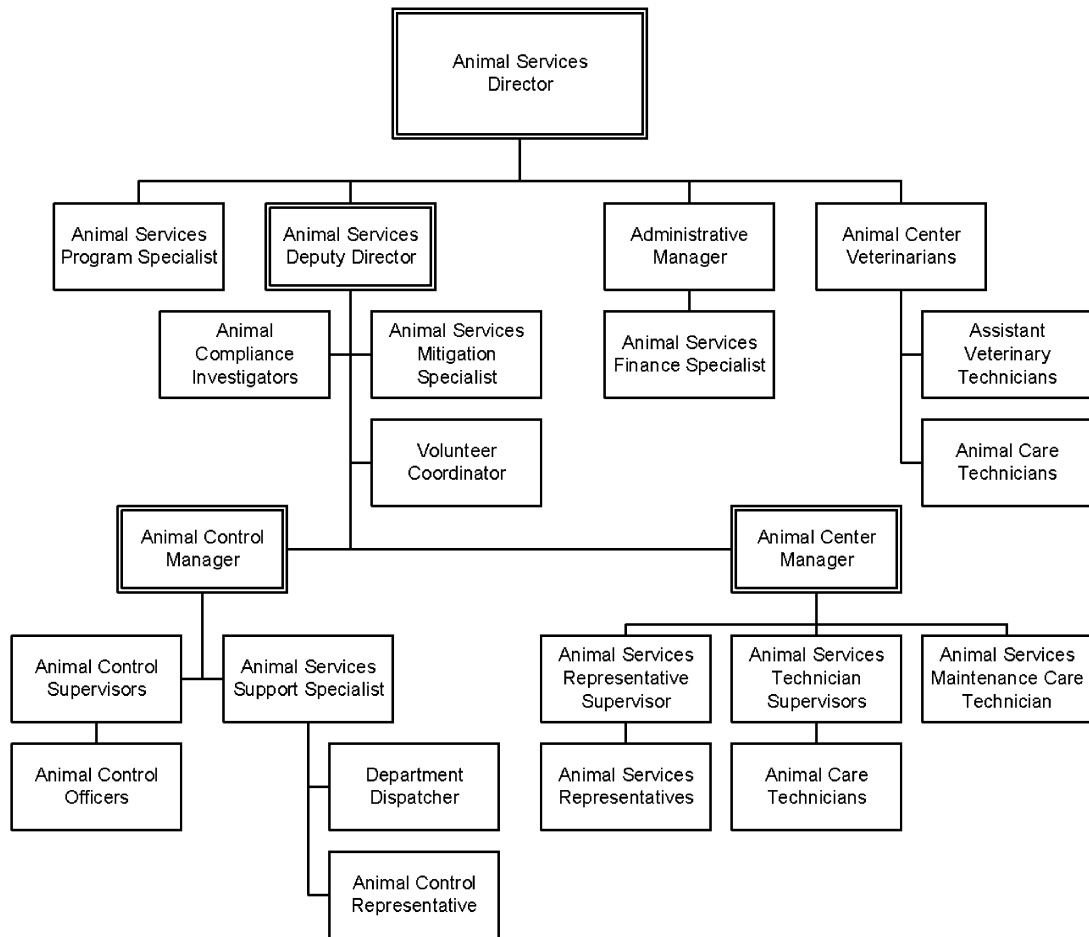 Animal Services
Director
Animal Services
Program Specialist
Animal Services
Deputy Director
Administrative
Manager
Animal Center
Veterinarians
Animal
Compliance
Investigators
Animal Services
Mitigation
Specialist
Animal Services
Finance Specialist
Assistant
Veterinary
Technicians
Volunteer
Coordinator
Animal Care
Technicians
Animal Control
Manager
Animal Center
Manager
Animal Control
Supervisors
Animal Services
Support Specialist
Animal Services
Representative
Supervisor
Animal Services
Technician
Supervisors
Animal Services
Maintenance Care
Technician
Animal Control
Officers
Department
Dispatcher
Animal Services
Representatives
Animal Care
Technicians
Animal Control
Representative